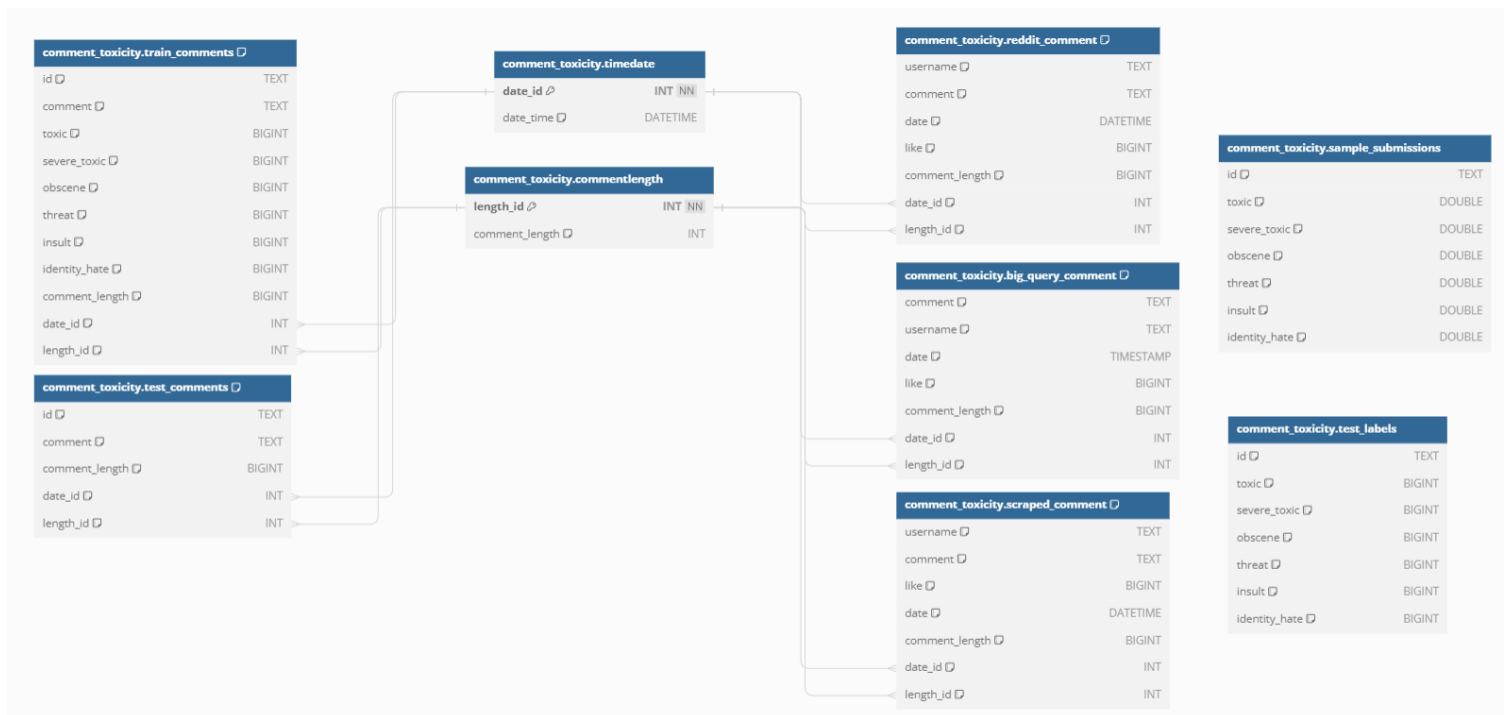 comment_toxicity.train_comments
id TEXT
comment TEXT
toxic BIGINT
severe_toxic BIGINT
obscene BIGINT
threat BIGINT
insult BIGINT
identity_hate BIGINT
comment_length BIGINT
date_id INT
length_id INT
comment_toxicity.test_comments
id TEXT
comment TEXT
comment_length BIGINT
date_id INT
length_id INT
comment_toxicity.timedate
date_id INT NN
date_time DATETIME
comment_toxicity.commentlength
length_id INT NN
comment_length INT
comment_toxicity.reddit_comment
username TEXT
comment TEXT
date DATETIME
like BIGINT
comment_length BIGINT
date_id INT
length_id INT
comment_toxicity.big_query_comment
comment TEXT
username TEXT
date TIMESTAMP
like BIGINT
comment_length BIGINT
date_id INT
length_id INT
comment_toxicity.scraped_comment
username TEXT
comment TEXT
like BIGINT
date DATETIME
comment_length BIGINT
date_id INT
length_id INT
comment_toxicity.sample_submissions
id TEXT
toxic DOUBLE
severe_toxic DOUBLE
obscene DOUBLE
threat DOUBLE
insult DOUBLE
identity_hate DOUBLE
comment_toxicity.test_labels
id TEXT
toxic BIGINT
severe_toxic BIGINT
obscene BIGINT
threat BIGINT
insult BIGINT
identity_hate BIGINT